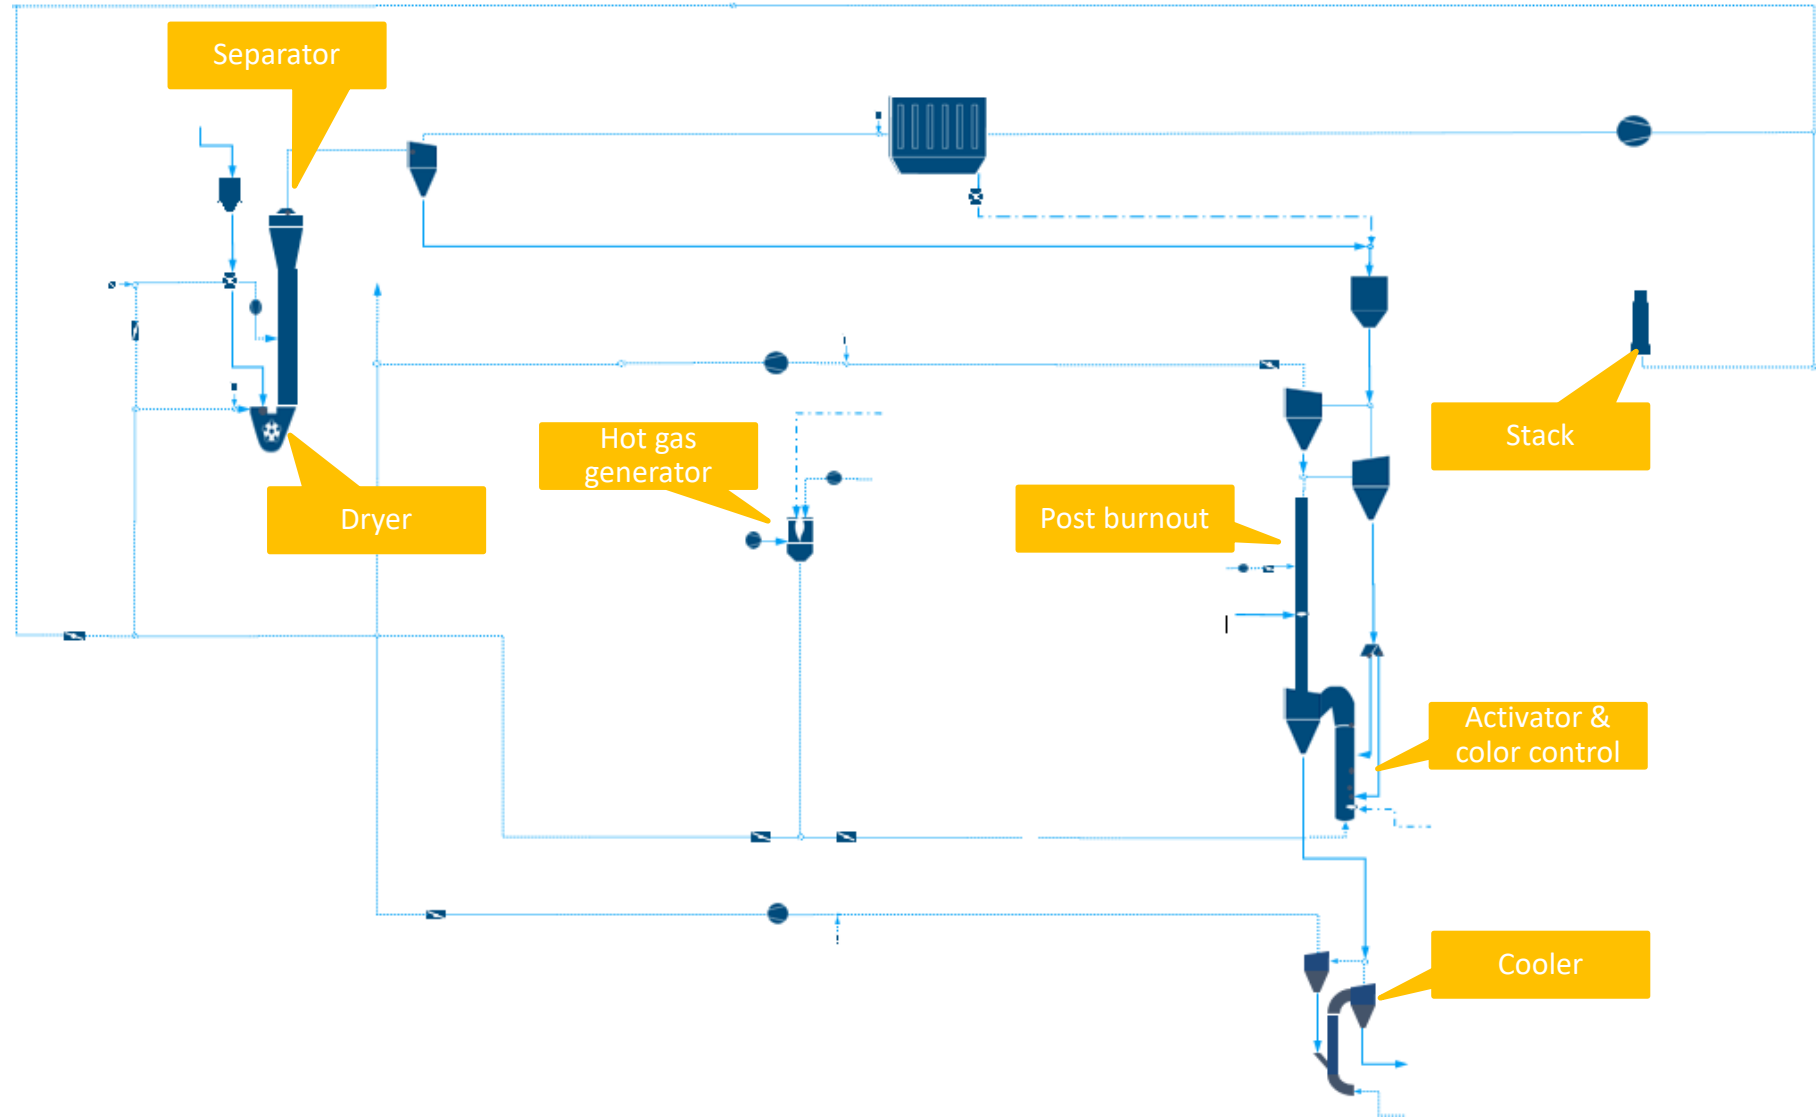 Separator
Stack
Hot gas
generator
Dryer
Post burnout
Activator &
color control
Cooler